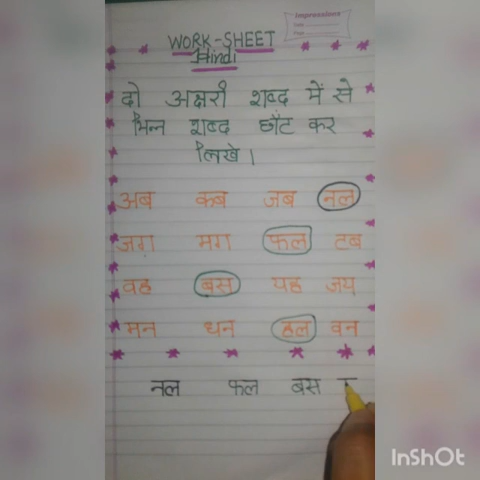 Impressions
WORK-SHEET
Hindi
दो अक्षरी शब्द में से
भिन्न शब्द छाँट कर
लिखे।
अब कब जब नल
जग मग फल टब
वह बस यह जय
मन धन हल वन
नल फल बस
InShOt